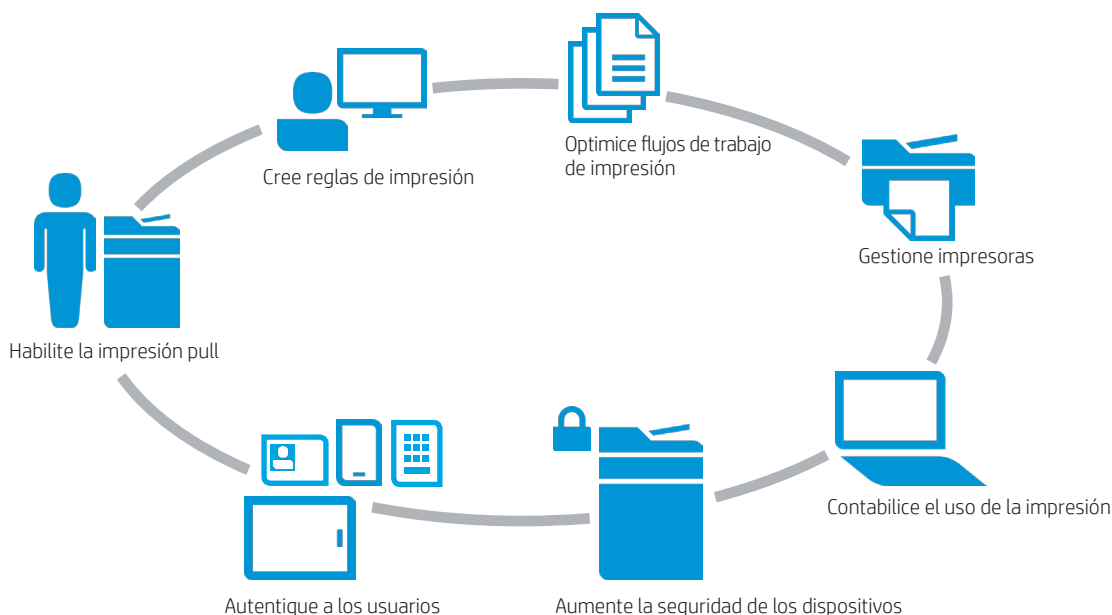 Optimice flujos de trabajo
de impresión
Cree reglas de impresión
Gestione impresoras
Habilite la impresión pull
Contabilice el uso de la impresión
Autentique a los usuarios
Aumente la seguridad de los dispositivos